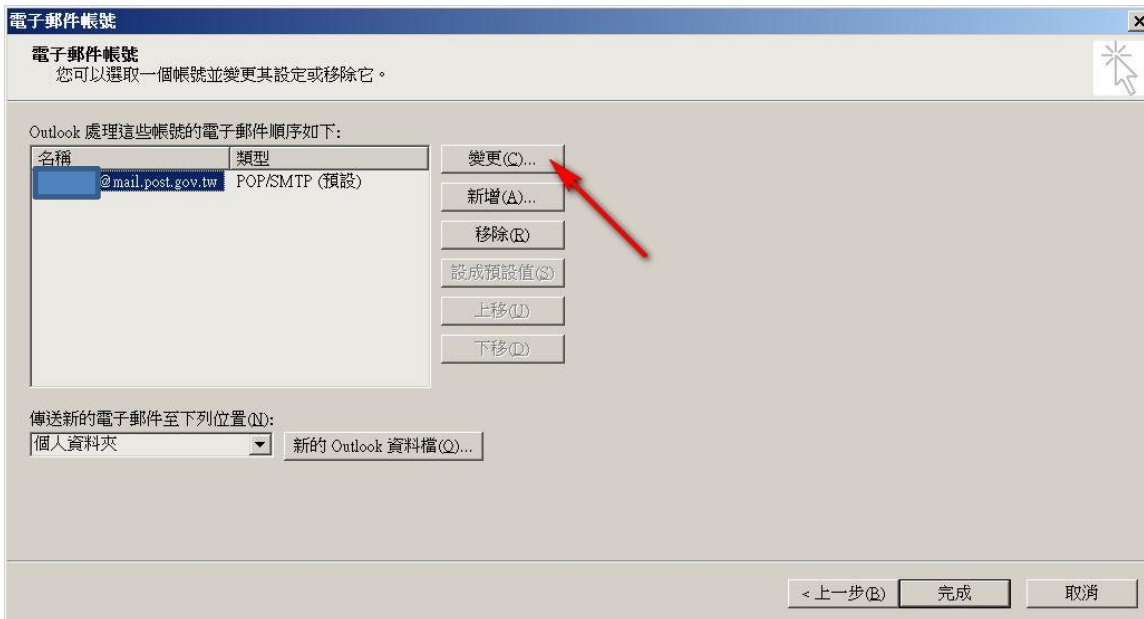 電子郵件帳號
電子郵件帳號
您可以選取一個帳號並變更其設定或移除它。
Outlook 處理這些帳號的電子郵件順序如下:
名稱 類型
@mail.post.gov.tw POP/SMTP (預設)
變更(C)...
新增(A)...
移除(R)
設成預設值(S)
上移(U)
下移(D)
傳送新的電子郵件至下列位置(N):
個人資料夾 新的 Outlook 資料檔(O)...
< 上一步(B) 完成 取消